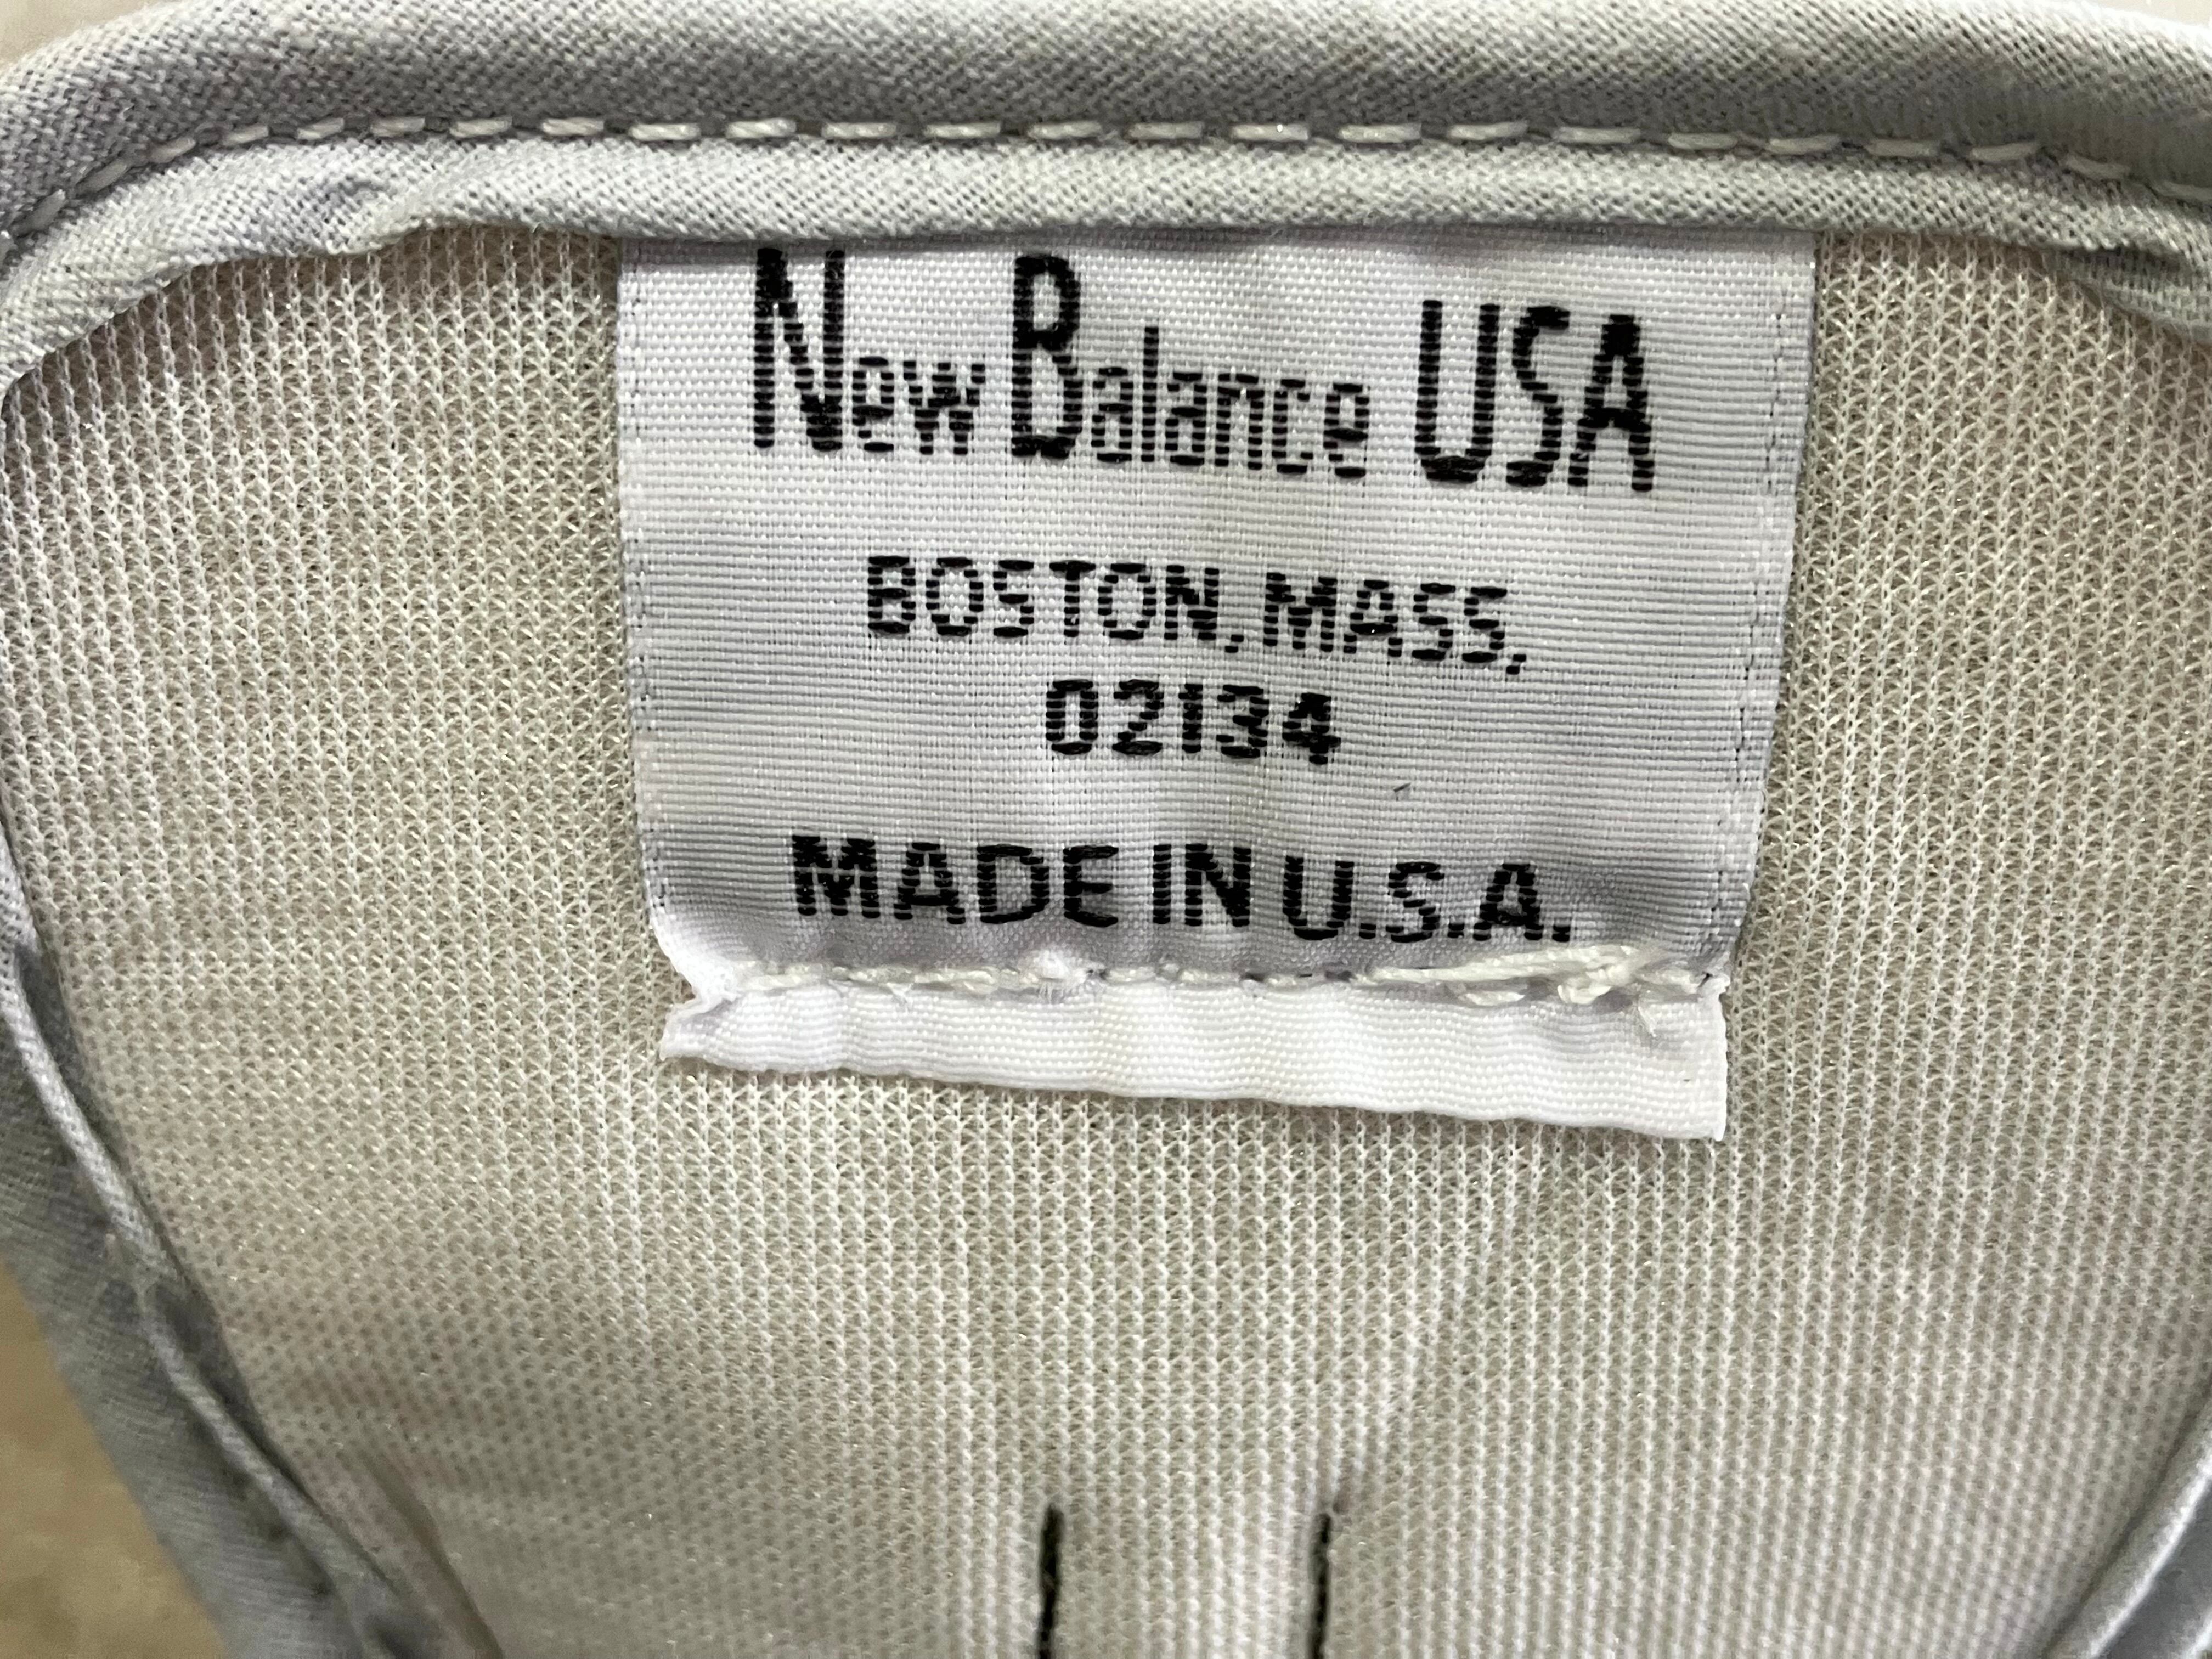 New Balance USA
BOSTON, MASS,
02134
MADE IN U.S.A.